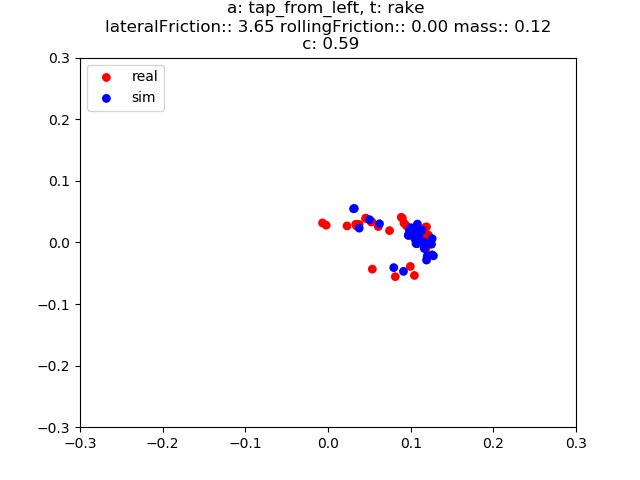 a: tap_from_left, t: rake
lateralFriction:: 3.65 rollingFriction:: 0.00 mass:: 0.12
c: 0.59
real
sim
0.3
0.2
0.1
0.0
−0.1
−0.2
−0.3
−0.3 −0.2 −0.1 0.0 0.1 0.2 0.3